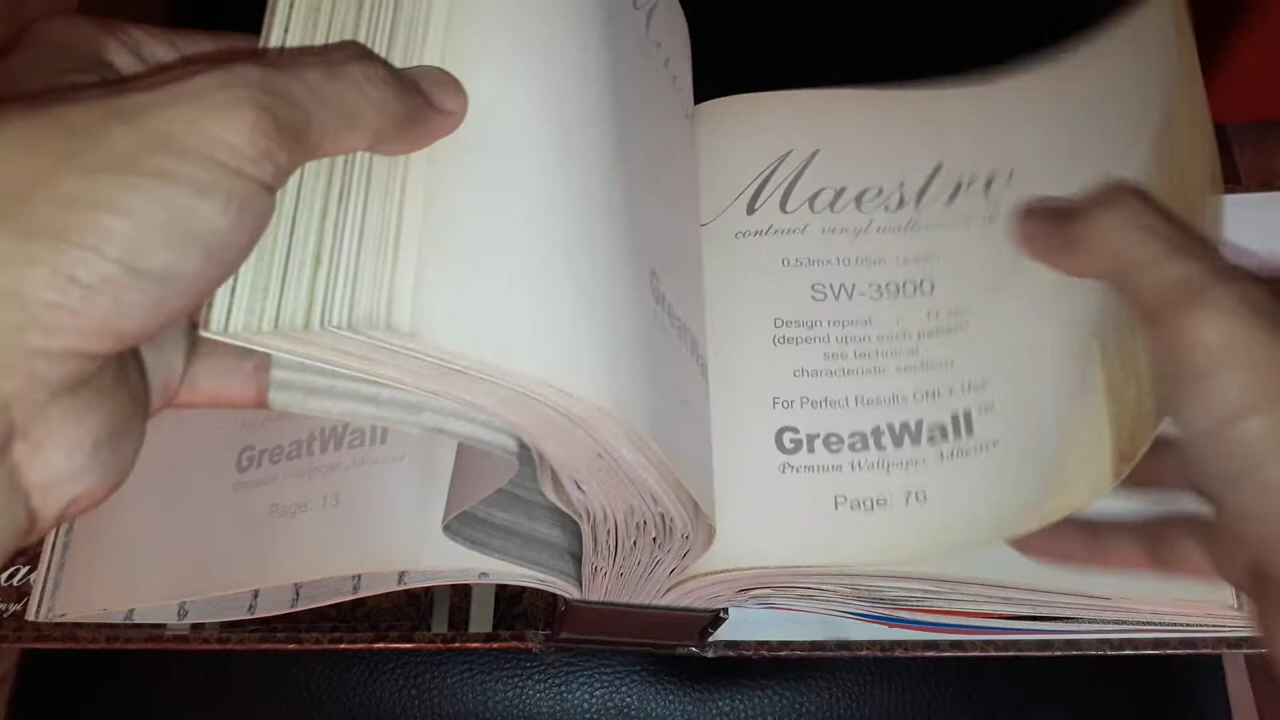 GreatWall
Premium Wallpaper Adhesive
Page: 13
Maestro
contract vinyl
0.53m×10.05m
SW-3900
Design repeat :
(depend upon each pattern
see technical
characteristic section)
For Perfect Results ONLY Use
GreatWall
Premium Wallpaper Adhesive
Page: 76